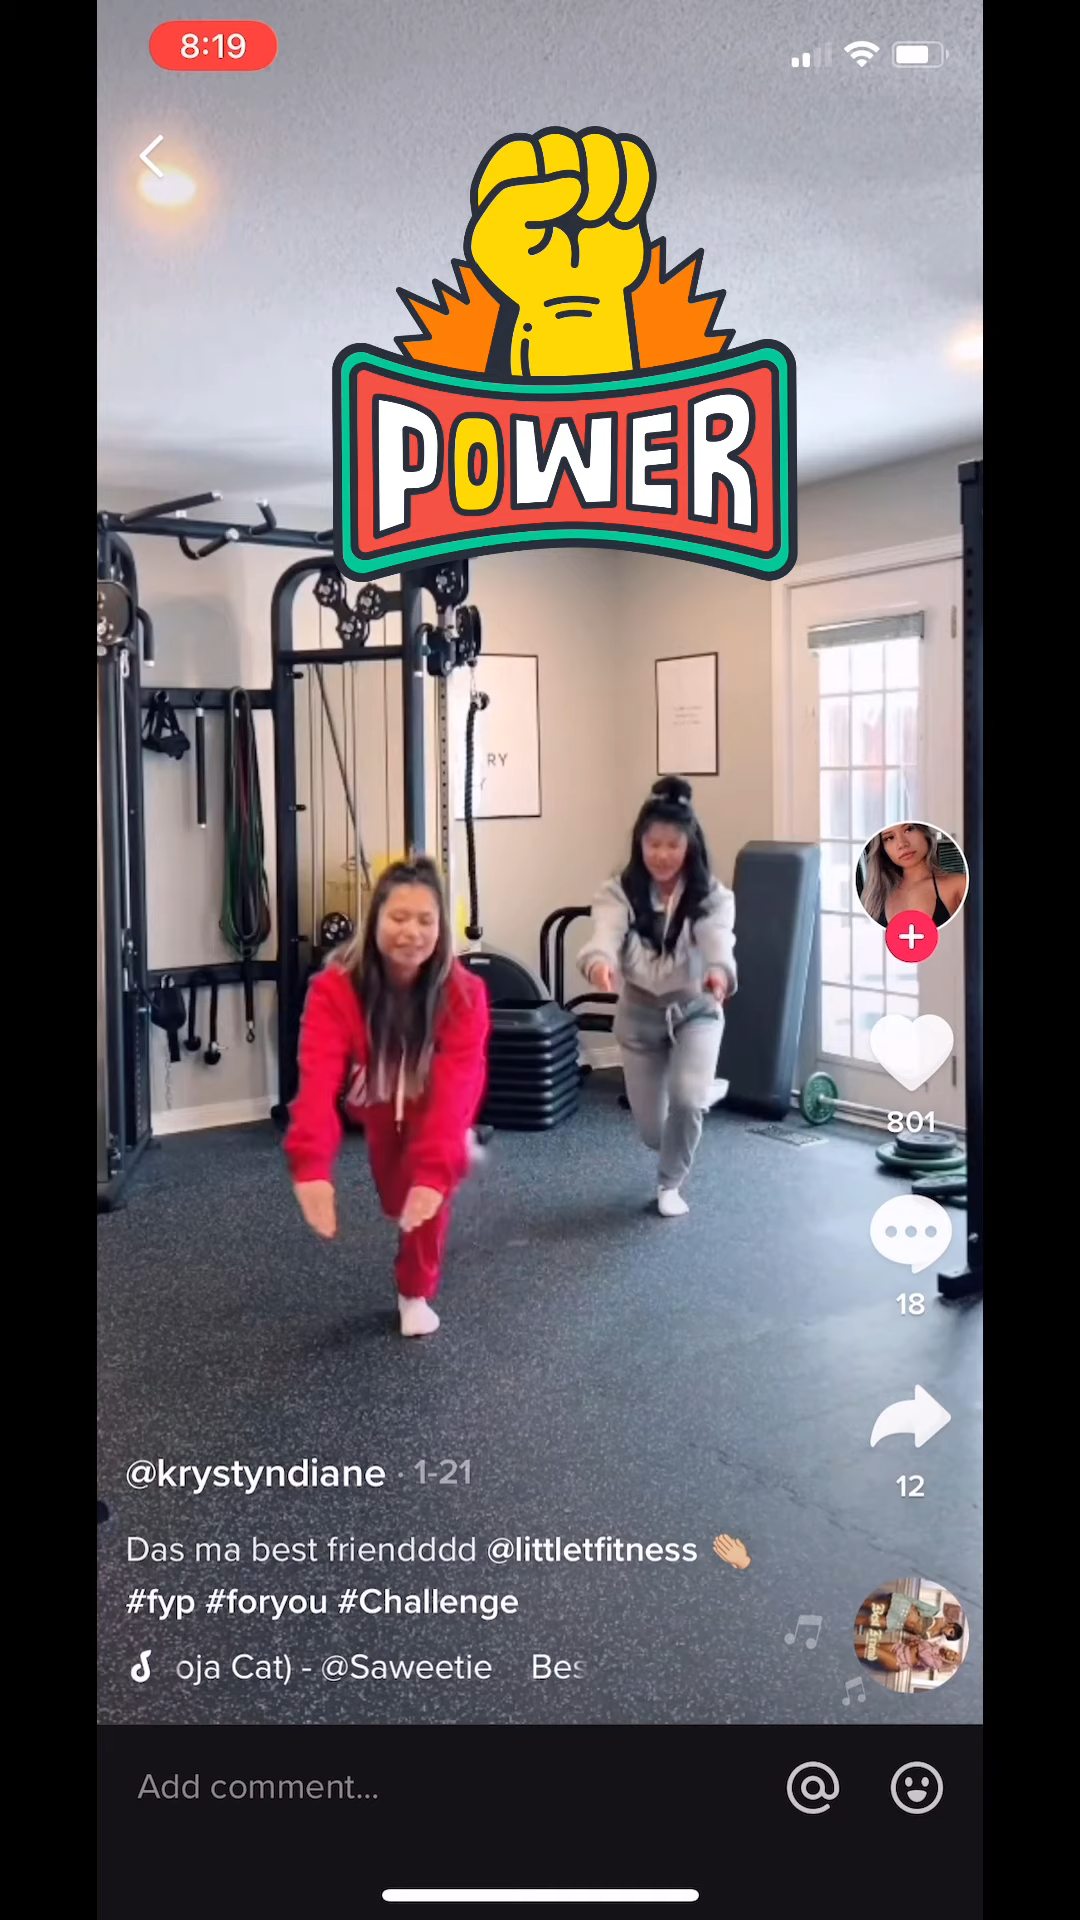 8:19
POWER
RY
Y
801
18
12
@krystyndiane · 1-21
Das ma best friendddd @littletfitness 👏🏼
#fyp #foryou #Challenge
oja Cat) - @Saweetie Bes
Add comment...